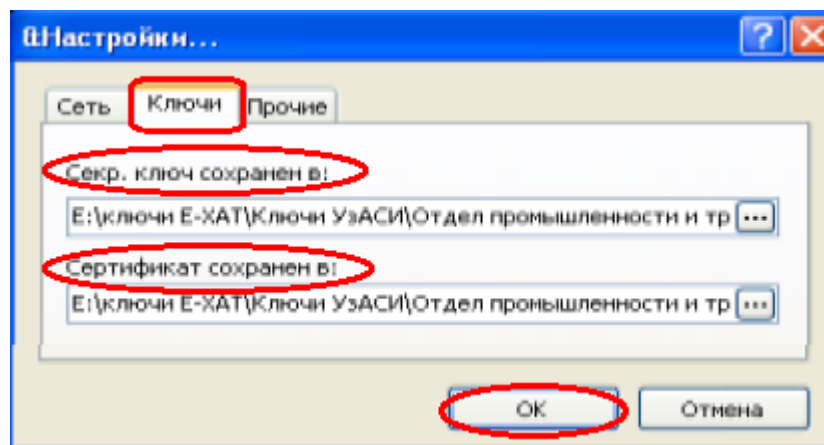 &Настройки...
Сеть Ключи Прочие
Секр. ключ сохранен в:
E:\ключи E-XAT\Ключи УзАСИ\Отдел промышленности и тр ...
Сертификат сохранен в:
E:\ключи E-XAT\Ключи УзАСИ\Отдел промышленности и тр ...
OK Отмена